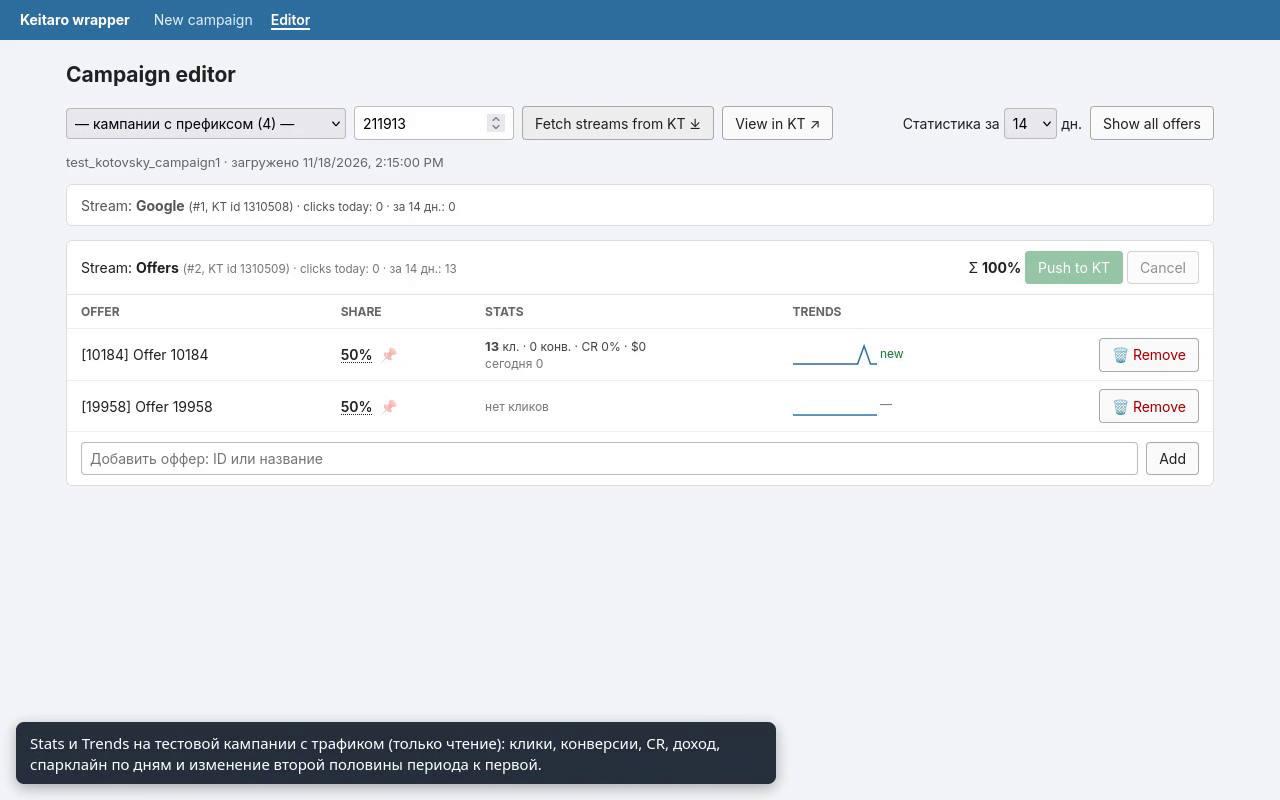 Keitaro wrapper New campaign Editor
Campaign editor
— кампании с префиксом (4) — 211913 Fetch streams from KT ↓ View in KT ↗ Статистика за 14 дн. Show all offers
test_kotovsky_campaign1 · загружено 11/18/2026, 2:15:00 PM
Stream: Google (#1, KT id 1310508) · clicks today: 0 · за 14 дн.: 0
Stream: Offers (#2, KT id 1310509) · clicks today: 0 · за 14 дн.: 13 Σ 100% Push to KT Cancel
OFFER SHARE STATS TRENDS
[10184] Offer 10184 50% 📌 13 кл. · 0 конв. · CR 0% · $0 new 🗑️ Remove
сегодня 0
[19958] Offer 19958 50% 📌 нет кликов — 🗑️ Remove
Добавить оффер: ID или название Add
Stats и Trends на тестовой кампании с трафиком (только чтение): клики, конверсии, CR, доход,
спарклайн по дням и изменение второй половины периода к первой.